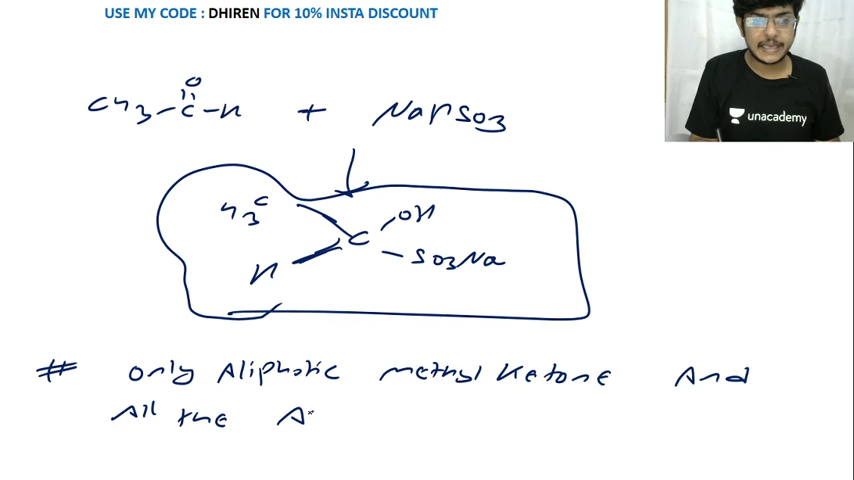 USE MY CODE : DHIREN FOR 10% INSTA DISCOUNT
unacademy
O
CH3-C-H + NaHSO3
H3C
OH
C
SO3Na
H
# only Aliphatic methyl Ketone And
All the A